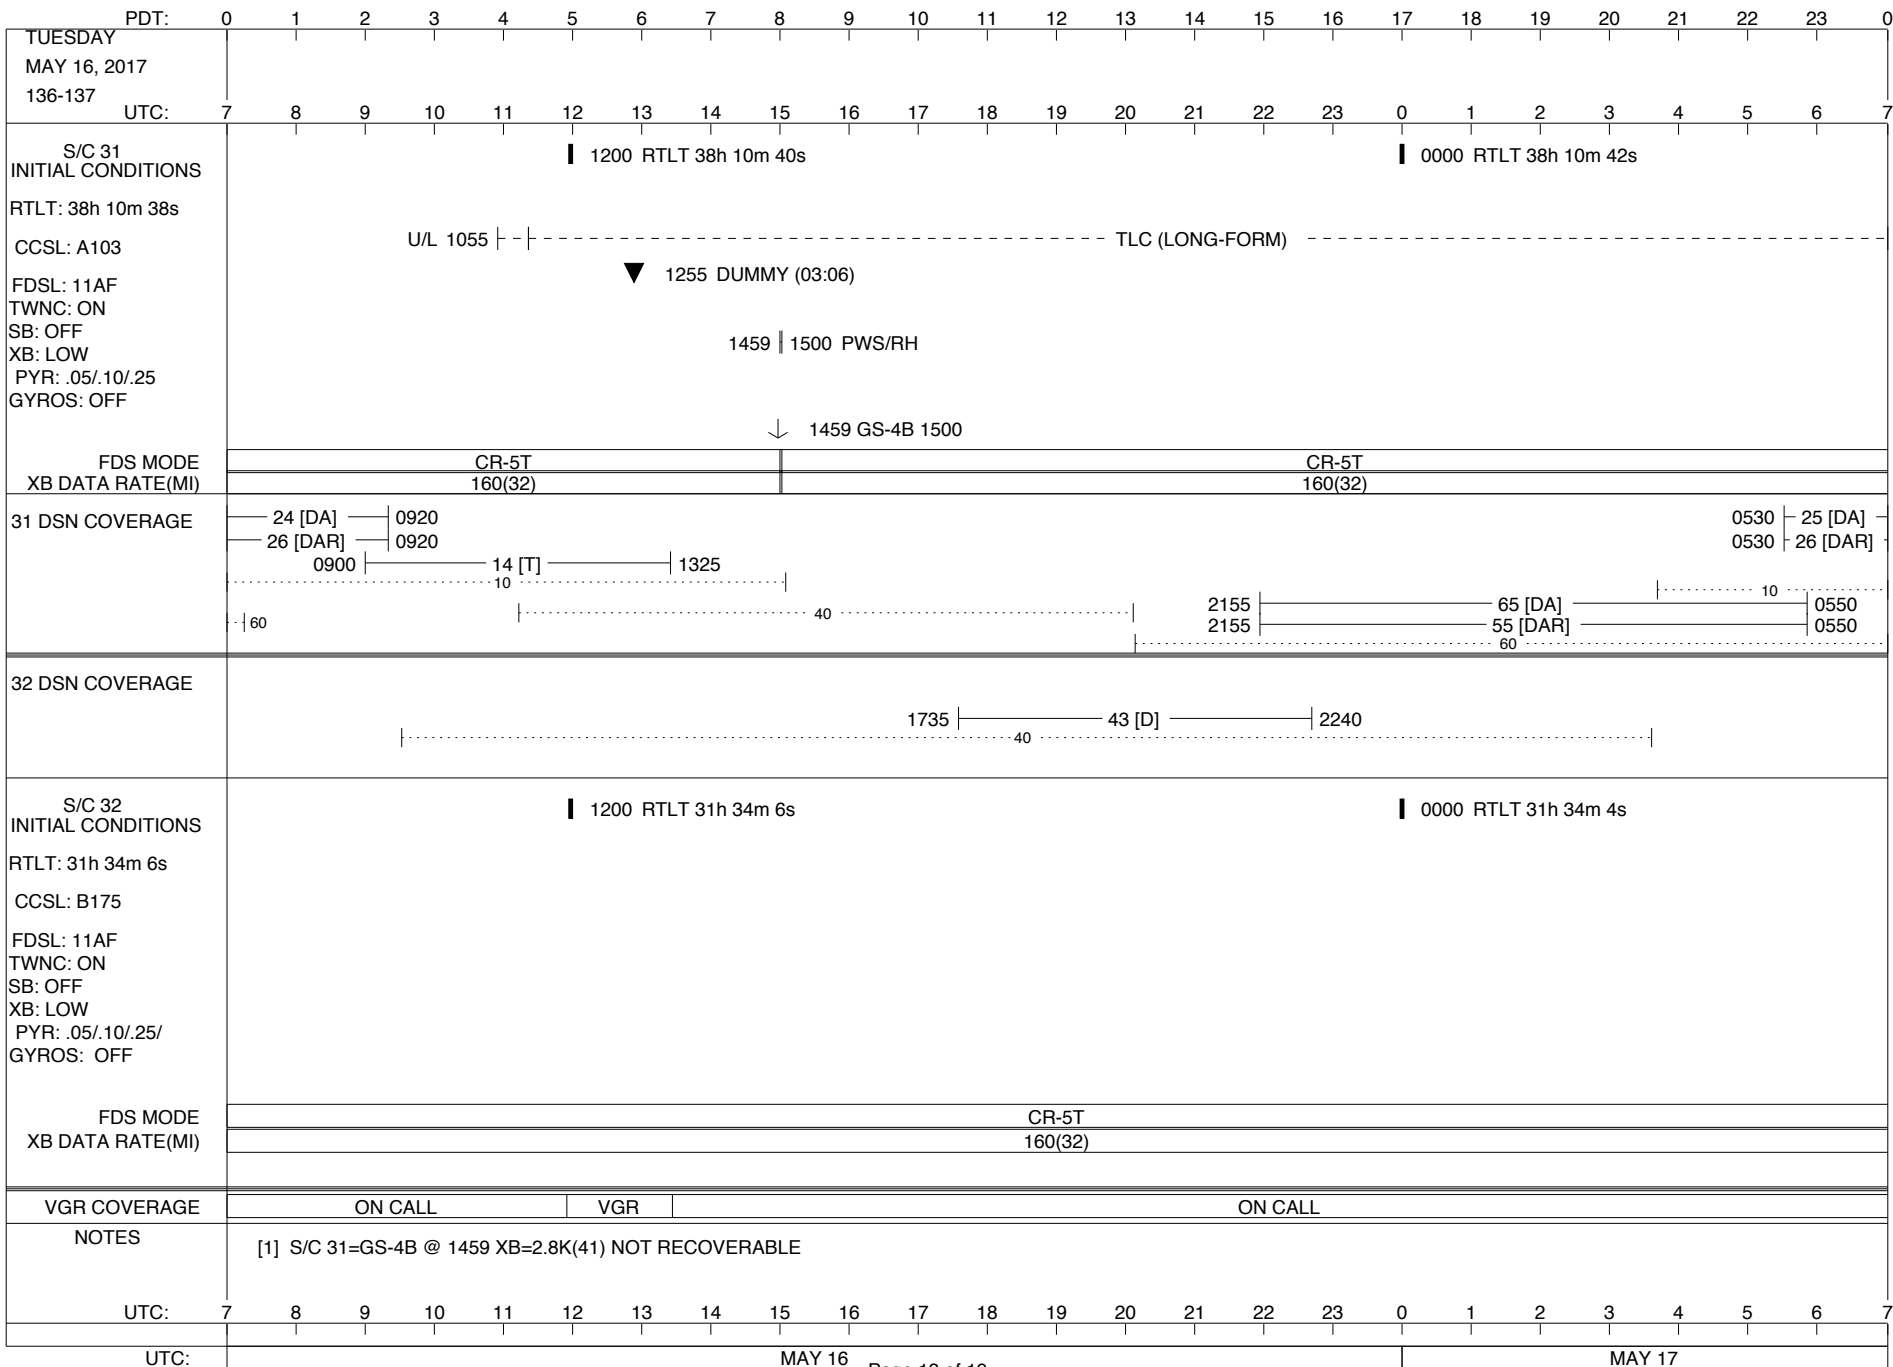 PDT: 0 1 2 3 4 5 6 7 8 9 10 11 12 13 14 15 16 17 18 19 20 21 22 23 0
TUESDAY
MAY 16, 2017
136-137
UTC: 7 8 9 10 11 12 13 14 15 16 17 18 19 20 21 22 23 0 1 2 3 4 5 6 7
S/C 31
INITIAL CONDITIONS
1200 RTLT 38h 10m 40s
0000 RTLT 38h 10m 42s
RTLT: 38h 10m 38s
CCSL: A103
U/L 1055
TLC (LONG-FORM)
1255 DUMMY (03:06)
FDSL: 11AF
TWNC: ON
SB: OFF
XB: LOW
PYR: .05/.10/.25
GYROS: OFF
1459 1500 PWS/RH
1459 GS-4B 1500
FDS MODE CR-5T CR-5T
XB DATA RATE(MI) 160(32) 160(32)
31 DSN COVERAGE
24 [DA] 0920
0530 25 [DA]
26 [DAR] 0920
0530 26 [DAR]
0900 14 [T] 1325
10
10
2155 65 [DA] 0550
40
60
2155 55 [DAR] 0550
60
32 DSN COVERAGE
1735 43 [D] 2240
40
S/C 32
INITIAL CONDITIONS
1200 RTLT 31h 34m 6s
0000 RTLT 31h 34m 4s
RTLT: 31h 34m 6s
CCSL: B175
FDSL: 11AF
TWNC: ON
SB: OFF
XB: LOW
PYR: .05/.10/.25/
GYROS: OFF
FDS MODE CR-5T
XB DATA RATE(MI) 160(32)
VGR COVERAGE ON CALL VGR ON CALL
NOTES
[1] S/C 31=GS-4B @ 1459 XB=2.8K(41) NOT RECOVERABLE
UTC: 7 8 9 10 11 12 13 14 15 16 17 18 19 20 21 22 23 0 1 2 3 4 5 6 7
UTC: MAY 16 MAY 17